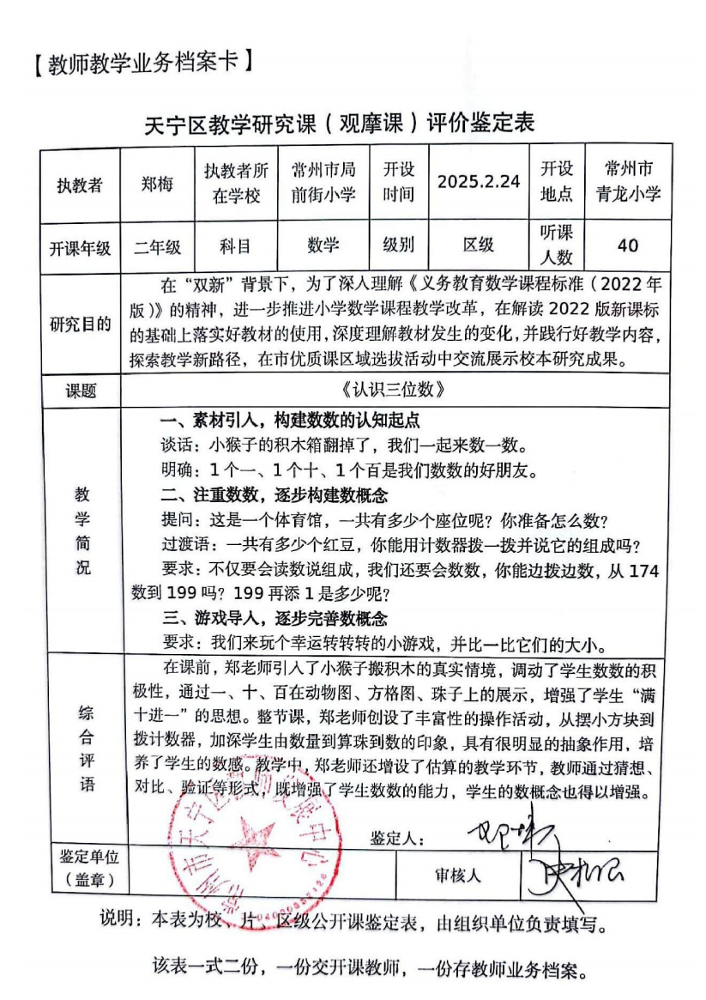 【教师教学业务档案卡】
天宁区教学研究课（观摩课）评价鉴定表
执教者 郑梅 执教者所在学校 常州市局前街小学 开设时间 2025.2.24 开设地点 常州市青龙小学
开课年级 二年级 科目 数学 级别 区级 听课人数 40
研究目的
在“双新”背景下，为了深入理解《义务教育数学课程标准（2022年
版）》的精神，进一步推进小学数学课程教学改革，在解读 2022 版新课标
的基础上落实好教材的使用，深度理解教材发生的变化，并践行好教学内容，
探索教学新路径，在市优质课区域选拔活动中交流展示校本研究成果。
课题 《认识三位数》
教学简况
一、素材引入，构建数数的认知起点
谈话：小猴子的积木箱翻掉了，我们一起来数一数。
明确：1 个一、1 个十、1 个百是我们数数的好朋友。
二、注重数数，逐步构建数概念
提问：这是一个体育馆，一共有多少个座位呢？你准备怎么数？
过渡语：一共有多少个红豆，你能用计数器拨一拨并说它的组成吗？
要求：不仅要会读数说组成，我们还要会数数，你能边拨边数，从 174
数到 199 吗？199 再添 1 是多少呢？
三、游戏导入，逐步完善数概念
要求：我们来玩个幸运转转转的小游戏，并比一比它们的大小。
综合评语
在课前，郑老师引入了小猴子搬积木的真实情境，调动了学生数数的积
极性，通过一、十、百在动物图、方格图、珠子上的展示，增强了学生“满
十进一”的思想。整节课，郑老师创设了丰富性的操作活动，从摆小方块到
拨计数器，加深学生由数量到算珠到数的印象，具有很明显的抽象作用，培
养了学生的数感。教学中，郑老师还增设了估算的教学环节，教师通过猜想、
对比、验证等形式，既增强了学生数数的能力，学生的数概念也得以增强。
鉴定人：
鉴定单位（盖章） 审核人
说明：本表为校、片、区级公开课鉴定表，由组织单位负责填写。
该表一式二份，一份交开课教师，一份存教师业务档案。